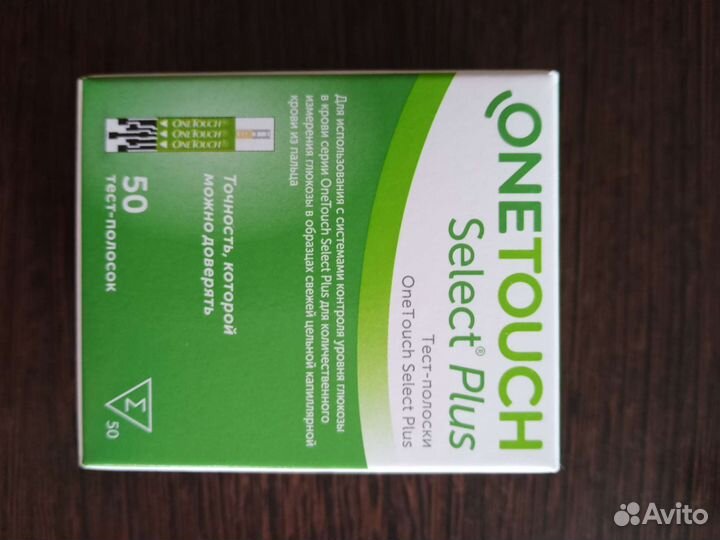 ONETOUCH
Select® Plus
Тест-полоски
OneTouch Select Plus
Для использования с системами контроля уровня глюкозы
в крови серии OneTouch Select Plus для количественного
измерения глюкозы в образцах свежей цельной капиллярной
крови из пальца
ONETOUCH
ONETOUCH
ONETOUCH
Точность, которой
можно доверять
50
тест-полосок
Σ
50
Avito